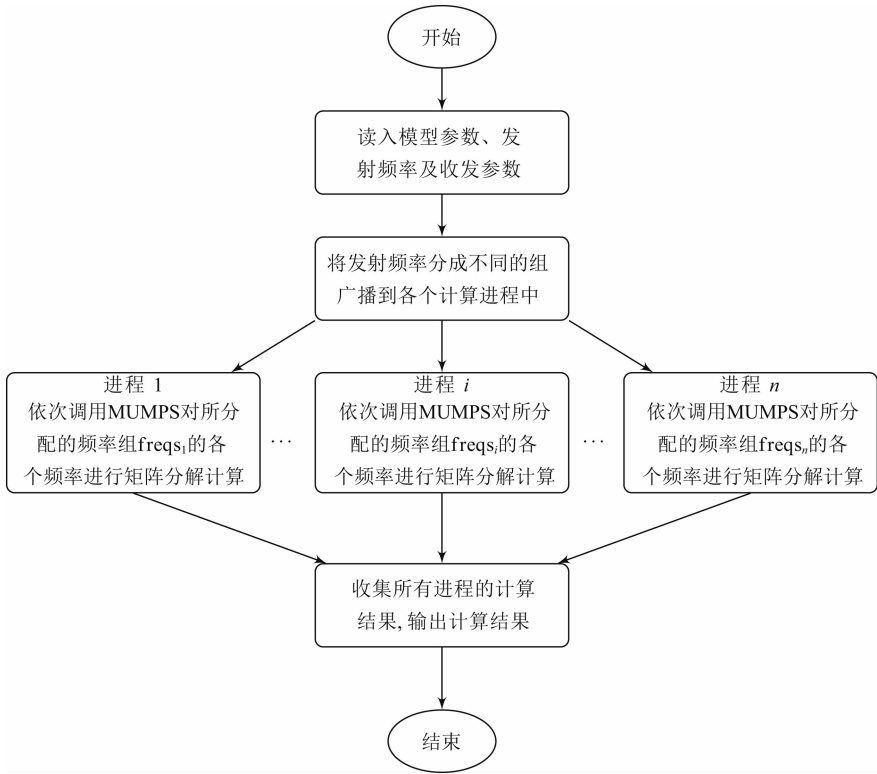 开始
读入模型参数、发
射频率及收发参数
将发射频率分成不同的组
广播到各个计算进程中
进程 1
依次调用MUMPS对所分
配的频率组freqs₁的各
个频率进行矩阵分解计算
···
进程 i
依次调用MUMPS对所分
配的频率组freqsᵢ的各
个频率进行矩阵分解计算
···
进程 n
依次调用MUMPS对所分
配的频率组freqsₙ的各
个频率进行矩阵分解计算
收集所有进程的计算
结果, 输出计算结果
结束